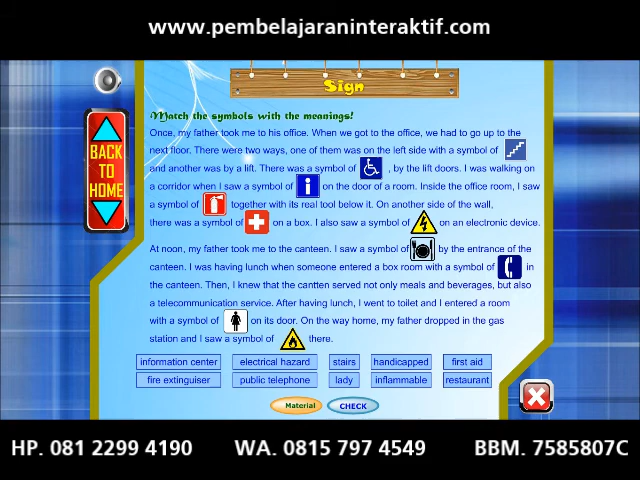 www.pembelajaraninteraktif.com
Sign
Match the symbols with the meanings!
Once, my father took me to his office. When we got to the office, we had to go up to the
next floor. There were two ways, one of them was on the left side with a symbol of
and another was by a lift. There was a symbol of , by the lift doors. I was walking on
a corridor when I saw a symbol of on the door of a room. Inside the office room, I saw
a symbol of together with its real tool below it. On another side of the wall,
there was a symbol of on a box. I also saw a symbol of on an electronic device.
At noon, my father took me to the canteen. I saw a symbol of by the entrance of the
canteen. I was having lunch when someone entered a box room with a symbol of in
the canteen. Then, I knew that the cantten served not only meals and beverages, but also
a telecommunication service. After having lunch, I went to toilet and I entered a room
with a symbol of on its door. On the way home, my father dropped in the gas
station and I saw a symbol of there.
BACK
TO
HOME
information center electrical hazard stairs handicapped first aid
fire extinguiser public telephone lady inflammable restaurant
Material CHECK
HP. 081 2299 4190 WA. 0815 797 4549 BBM. 7585807C